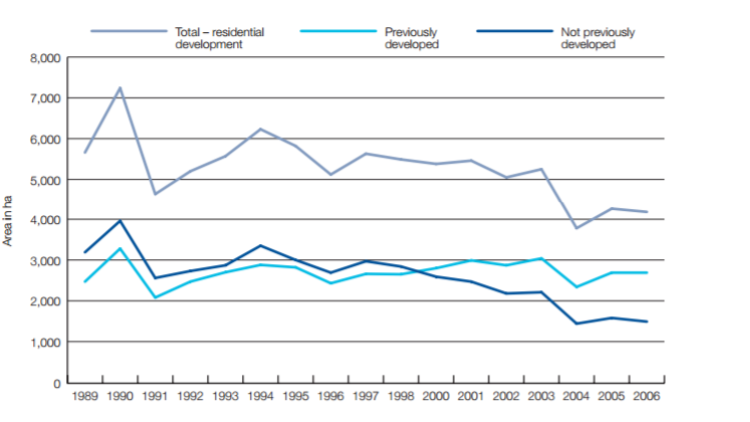 Total – residential
development
Previously
developed
Not previously
developed
8,000
7,000
6,000
5,000
4,000
3,000
2,000
1,000
0
Area in ha
1989 1990 1991 1992 1993 1994 1995 1996 1997 1998 2000 2001 2002 2003 2004 2005 2006